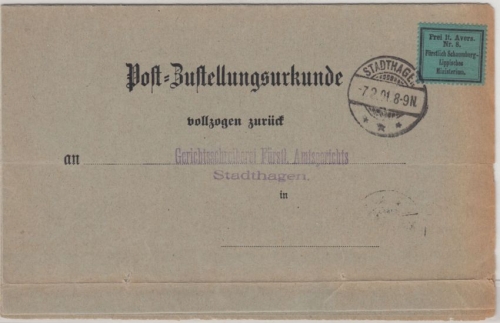 Frei lt. Avers.
Nr. 6.
Fürstlich Schaumburg-
Lippisches
Ministerium.
STADTHAGEN
-7.2.01.8-9N.
Post-Zustellungsurkunde
vollzogen zurück
an Gerichtsschreiberei Fürstl. Amtsgerichts
Stadthagen.
in